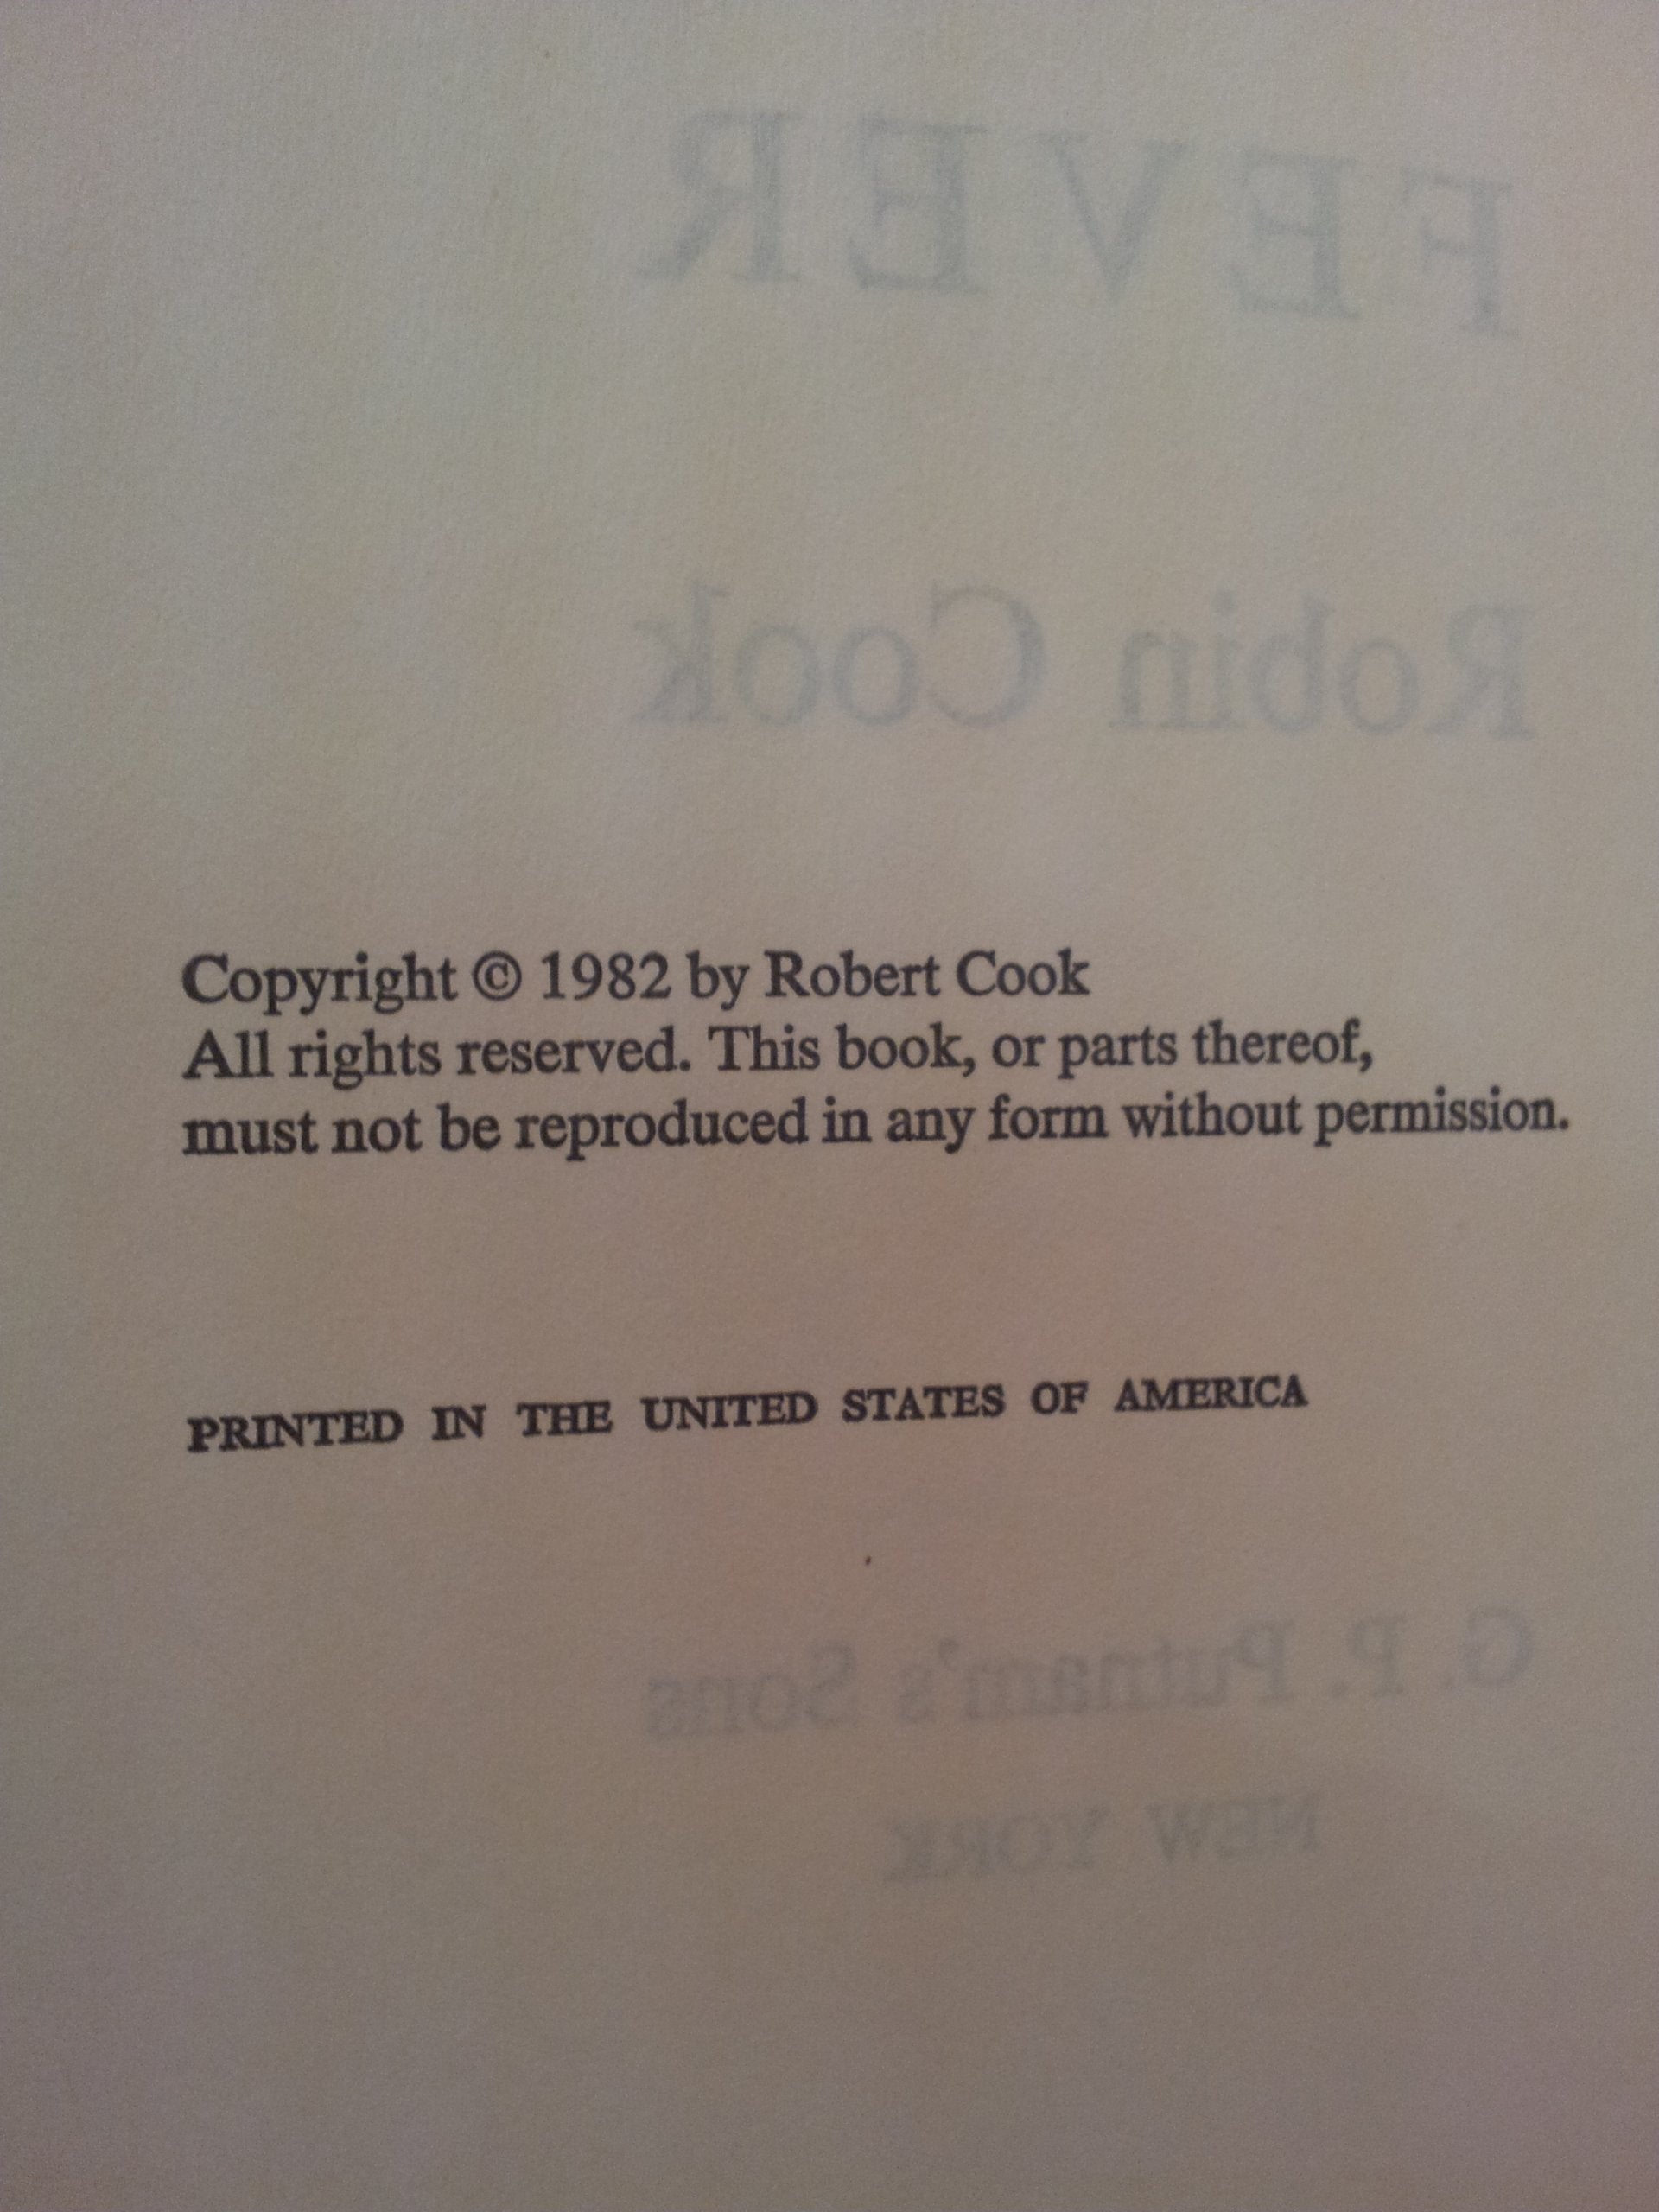 FEVER
Robin Cook
Copyright © 1982 by Robert Cook
All rights reserved. This book, or parts thereof,
must not be reproduced in any form without permission.
PRINTED IN THE UNITED STATES OF AMERICA
G. P. Putnam's Sons
NEW YORK